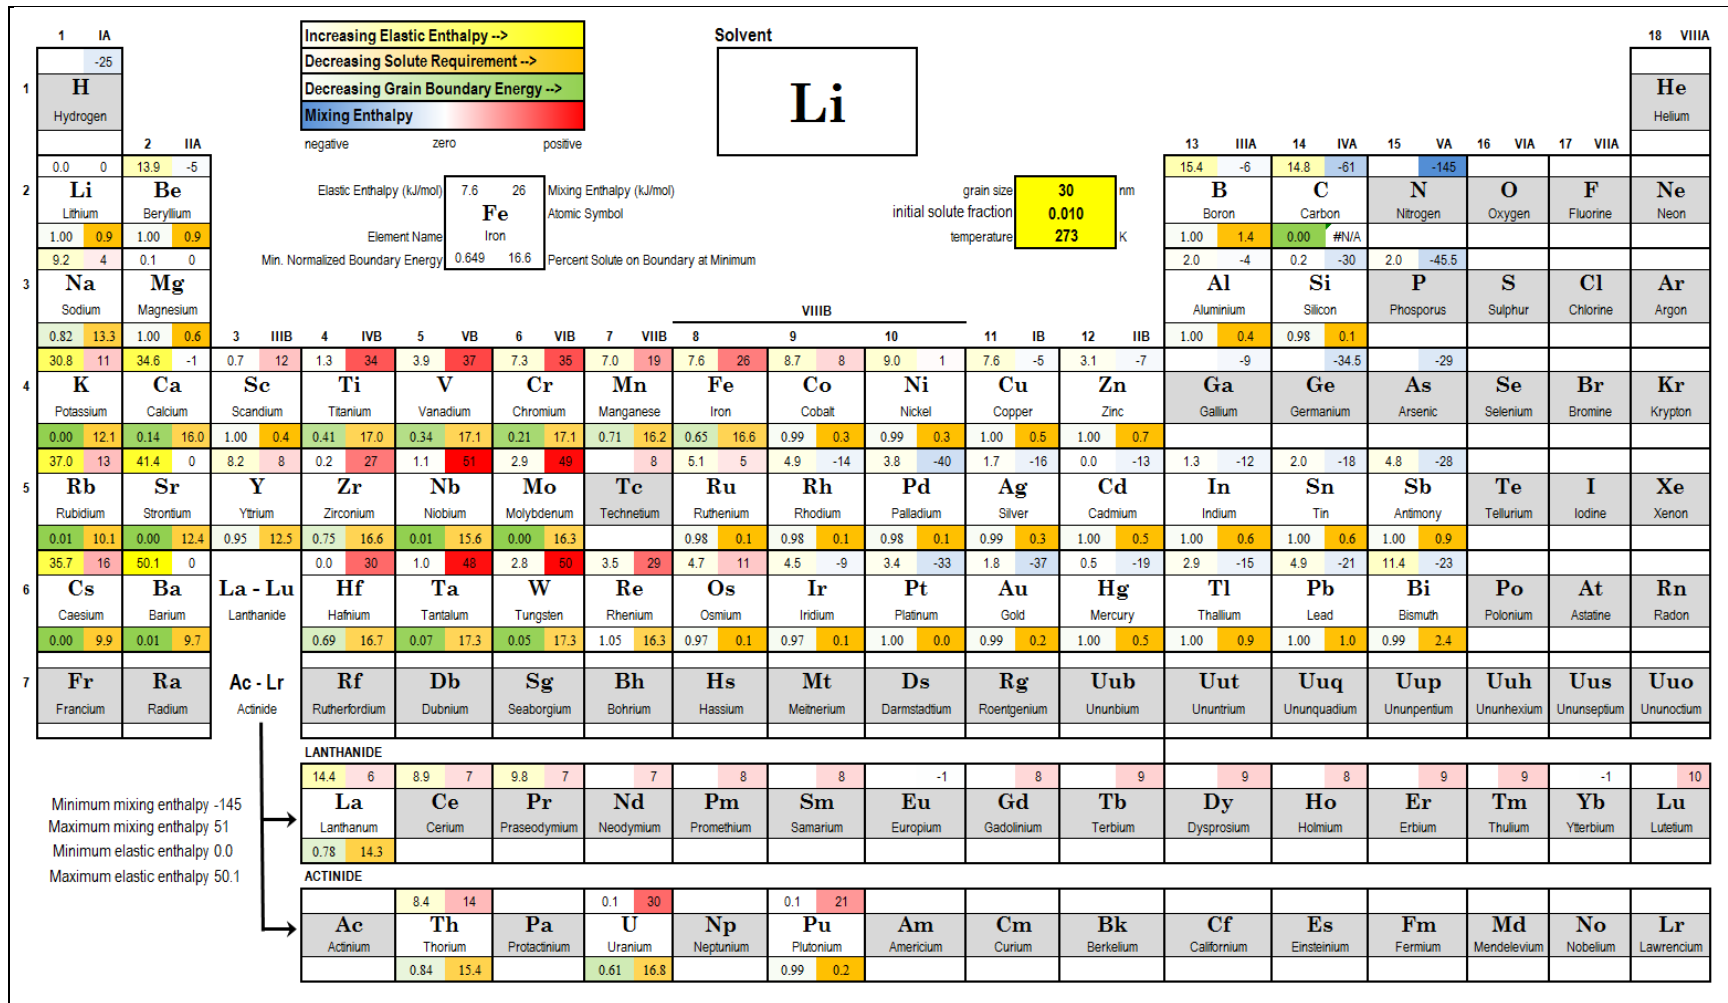 1 IA Increasing Elastic Enthalpy --> Solvent 18 VIIIA
-25 Decreasing Solute Requirement -->
1 H Decreasing Grain Boundary Energy --> Li He
Hydrogen Mixing Enthalpy Helium
2 IIA negative zero positive 13 IIIA 14 IVA 15 VA 16 VIA 17 VIIA
0.0 0 13.9 -5 15.4 -6 14.8 -61 -145
2 Li Be Elastic Enthalpy (kJ/mol) 7.6 26 Mixing Enthalpy (kJ/mol) grain size 30 nm B C N O F Ne
Lithium Beryllium Fe Atomic Symbol initial solute fraction 0.010 Boron Carbon Nitrogen Oxygen Fluorine Neon
1.00 0.9 1.00 0.9 Element Name Iron temperature 273 K 1.00 1.4 0.00 #N/A
9.2 4 0.1 0 Min. Normalized Boundary Energy 0.649 16.6 Percent Solute on Boundary at Minimum 2.0 -4 0.2 -30 2.0 -45.5
3 Na Mg Al Si P S Cl Ar
Sodium Magnesium VIIIB Aluminium Silicon Phosporus Sulphur Chlorine Argon
0.82 13.3 1.00 0.6 3 IIIB 4 IVB 5 VB 6 VIB 7 VIIB 8 9 10 11 IB 12 IIB 1.00 0.4 0.98 0.1
30.8 11 34.6 -1 0.7 12 1.3 34 3.9 37 7.3 35 7.0 19 7.6 26 8.7 8 9.0 1 7.6 -5 3.1 -7 -9 -34.5 -29
4 K Ca Sc Ti V Cr Mn Fe Co Ni Cu Zn Ga Ge As Se Br Kr
Potassium Calcium Scandium Titanium Vanadium Chromium Manganese Iron Cobalt Nickel Copper Zinc Gallium Germanium Arsenic Selenium Bromine Krypton
0.00 12.1 0.14 16.0 1.00 0.4 0.41 17.0 0.34 17.1 0.21 17.1 0.71 16.2 0.65 16.6 0.99 0.3 0.99 0.3 1.00 0.5 1.00 0.7
37.0 13 41.4 0 8.2 8 0.2 27 1.1 51 2.9 49 8 5.1 5 4.9 -14 3.8 -40 1.7 -16 0.0 -13 1.3 -12 2.0 -18 4.8 -28
5 Rb Sr Y Zr Nb Mo Tc Ru Rh Pd Ag Cd In Sn Sb Te I Xe
Rubidium Strontium Yttrium Zirconium Niobium Molybdenum Technetium Ruthenium Rhodium Palladium Silver Cadmium Indium Tin Antimony Tellurium Iodine Xenon
0.01 10.1 0.00 12.4 0.95 12.5 0.75 16.6 0.01 15.6 0.00 16.3 0.98 0.1 0.98 0.1 0.98 0.1 0.99 0.3 1.00 0.5 1.00 0.6 1.00 0.6 1.00 0.9
35.7 16 50.1 0 0.0 30 1.0 48 2.8 50 3.5 29 4.7 11 4.5 -9 3.4 -33 1.8 -37 0.5 -19 2.9 -15 4.9 -21 11.4 -23
6 Cs Ba La - Lu Hf Ta W Re Os Ir Pt Au Hg Tl Pb Bi Po At Rn
Caesium Barium Lanthanide Hafnium Tantalum Tungsten Rhenium Osmium Iridium Platinum Gold Mercury Thallium Lead Bismuth Polonium Astatine Radon
0.00 9.9 0.01 9.7 0.69 16.7 0.07 17.3 0.05 17.3 1.05 16.3 0.97 0.1 0.97 0.1 1.00 0.0 0.99 0.2 1.00 0.5 1.00 0.9 1.00 1.0 0.99 2.4
7 Fr Ra Ac - Lr Rf Db Sg Bh Hs Mt Ds Rg Uub Uut Uuq Uup Uuh Uus Uuo
Francium Radium Actinide Rutherfordium Dubnium Seaborgium Bohrium Hassium Meitnerium Darmstadtium Roentgenium Ununbium Ununtrium Ununquadium Ununpentium Ununhexium Ununseptium Ununoctium
LANTHANIDE
14.4 6 8.9 7 9.8 7 7 8 8 -1 8 9 9 8 9 9 -1 10
La Ce Pr Nd Pm Sm Eu Gd Tb Dy Ho Er Tm Yb Lu
Lanthanum Cerium Praseodymium Neodymium Promethium Samarium Europium Gadolinium Terbium Dysprosium Holmium Erbium Thulium Ytterbium Lutetium
0.78 14.3
Minimum mixing enthalpy -145
Maximum mixing enthalpy 51
Minimum elastic enthalpy 0.0
Maximum elastic enthalpy 50.1
ACTINIDE
8.4 14 0.1 30 0.1 21
Ac Th Pa U Np Pu Am Cm Bk Cf Es Fm Md No Lr
Actinium Thorium Protactinium Uranium Neptunium Plutonium Americium Curium Berkelium Californium Einsteinium Fermium Mendelevium Nobelium Lawrencium
0.84 15.4 0.61 16.8 0.99 0.2